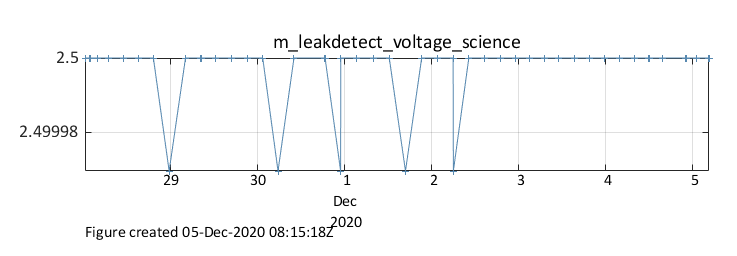 m_leakdetect_voltage_science
2.5
2.49998
29 30 1 2 3 4 5
Dec
2020
Figure created 05-Dec-2020 08:15:18Z